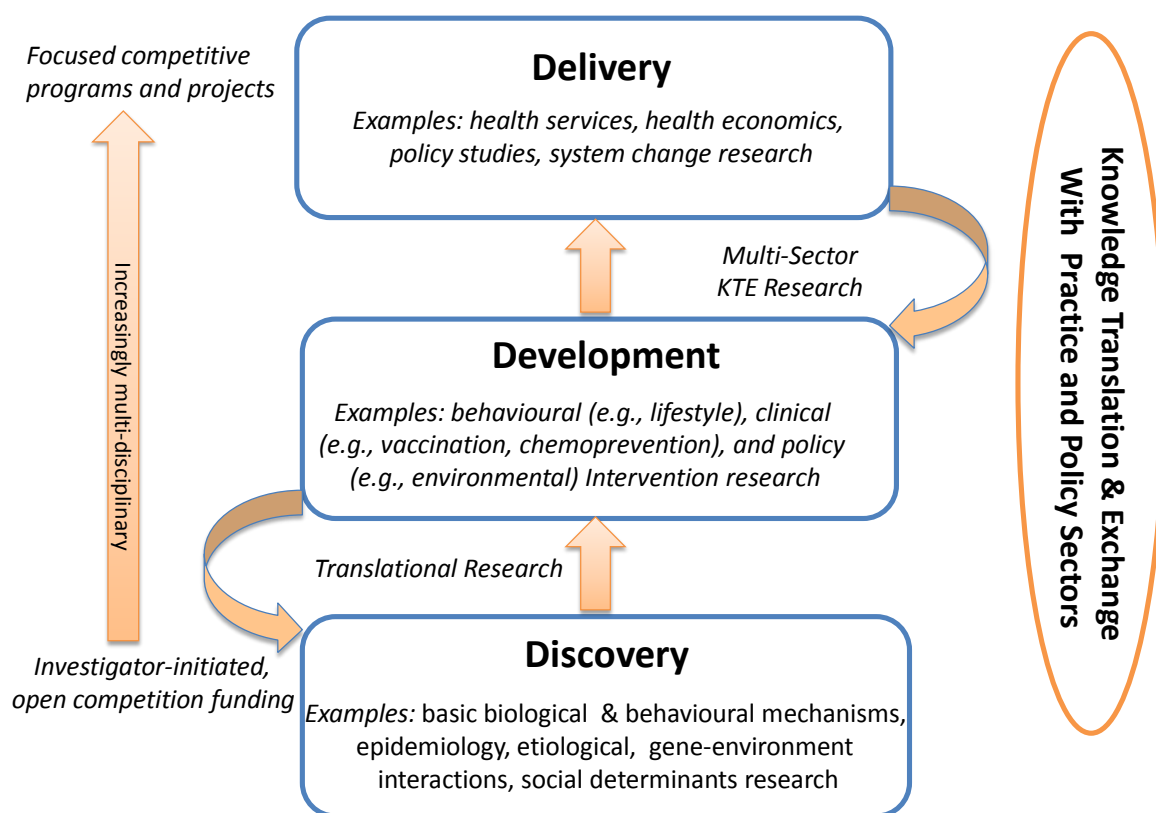 Focused competitive
programs and projects
Delivery
Examples: health services, health economics,
policy studies, system change research
Increasingly multi-disciplinary
Multi-Sector
KTE Research
Development
Examples: behavioural (e.g., lifestyle), clinical
(e.g., vaccination, chemoprevention), and policy
(e.g., environmental) Intervention research
Translational Research
Investigator-initiated,
open competition funding
Discovery
Examples: basic biological & behavioural mechanisms,
epidemiology, etiological, gene-environment
interactions, social determinants research
Knowledge Translation & Exchange
With Practice and Policy Sectors